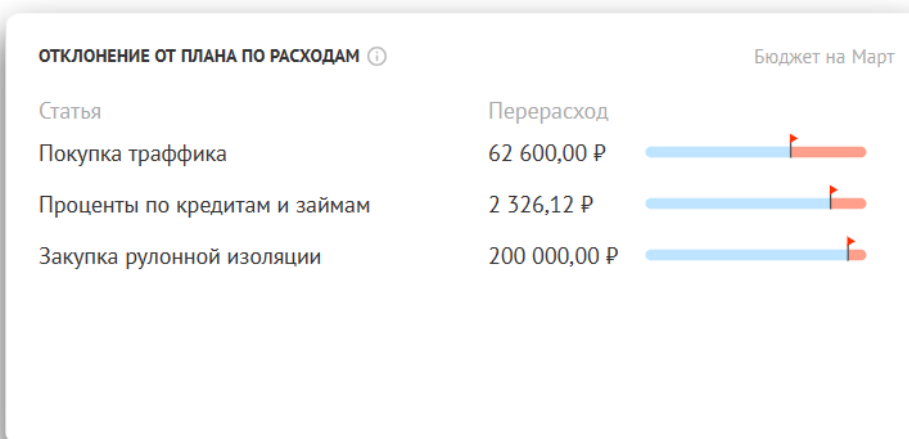 ОТКЛОНЕНИЕ ОТ ПЛАНА ПО РАСХОДАМ
Бюджет на Март
Статья Перерасход
Покупка траффика 62 600,00 ₽
Проценты по кредитам и займам 2 326,12 ₽
Закупка рулонной изоляции 200 000,00 ₽